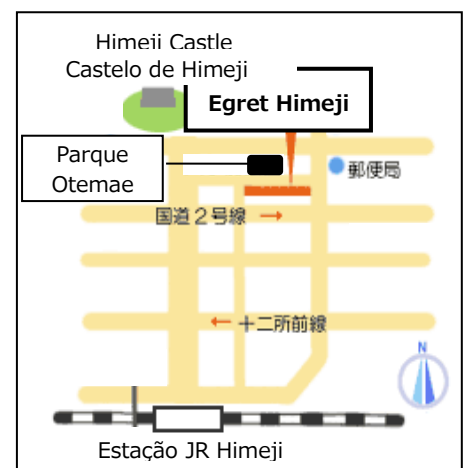 Himeji Castle
Castelo de Himeji
Egret Himeji
Parque
Otemae
郵便局
国道２号線 →
← 十二所前線
N
Estação JR Himeji